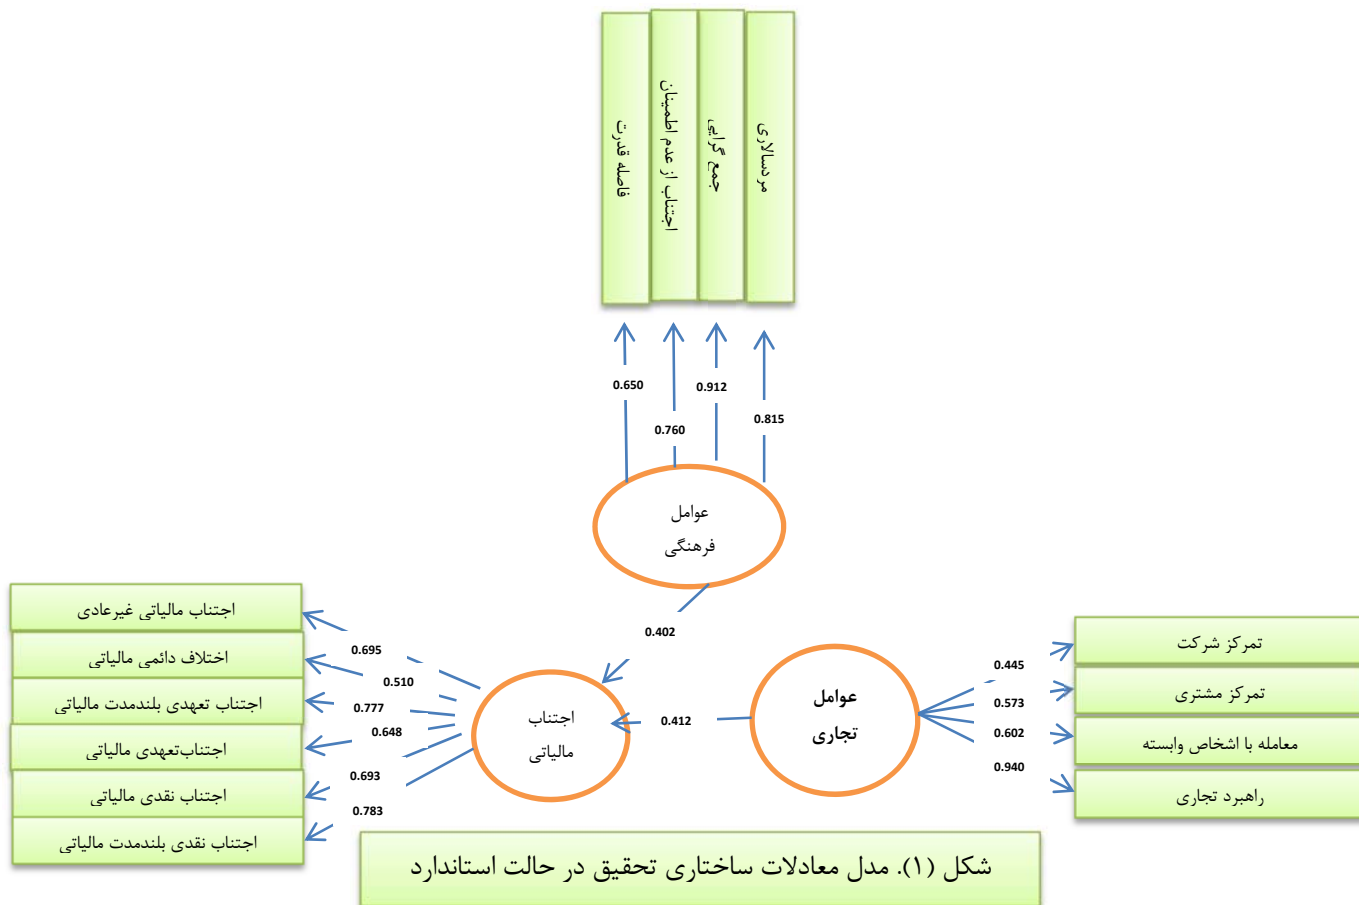 مردسالاری
جمع گرایی
اجتناب از عدم اطمینان
فاصله قدرت
0.650
0.912
0.760
0.815
عوامل
فرهنگی
0.402
اجتناب مالیاتی غیرعادی
اختلاف دائمی مالیاتی
اجتناب تعهدی بلندمدت مالیاتی
اجتناب‌تعهدی مالیاتی
اجتناب نقدی مالیاتی
اجتناب نقدی بلندمدت مالیاتی
0.695
0.510
0.777
0.648
0.693
0.783
اجتناب
مالیاتی
0.412
عوامل
تجاری
0.445
0.573
0.602
0.940
تمرکز شرکت
تمرکز مشتری
معامله با اشخاص وابسته
راهبرد تجاری
شکل (۱). مدل معادلات ساختاری تحقیق در حالت استاندارد